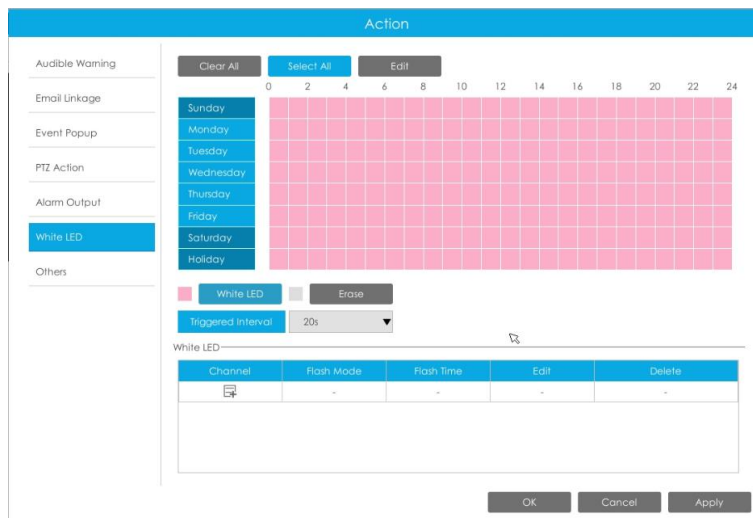 Action
Audible Warning
Email Linkage
Event Popup
PTZ Action
Alarm Output
White LED
Others
Clear All Select All Edit
0 2 4 6 8 10 12 14 16 18 20 22 24
Sunday
Monday
Tuesday
Wednesday
Thursday
Friday
Saturday
Holiday
White LED Erase
Triggered Interval 20s
White LED
Channel Flash Mode Flash Time Edit Delete
- - - -
OK Cancel Apply